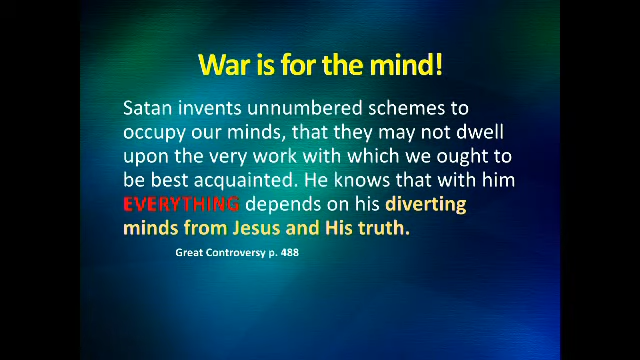 War is for the mind!
Satan invents unnumbered schemes to
occupy our minds, that they may not dwell
upon the very work with which we ought to
be best acquainted. He knows that with him
EVERYTHING depends on his diverting
minds from Jesus and His truth.
Great Controversy p. 488